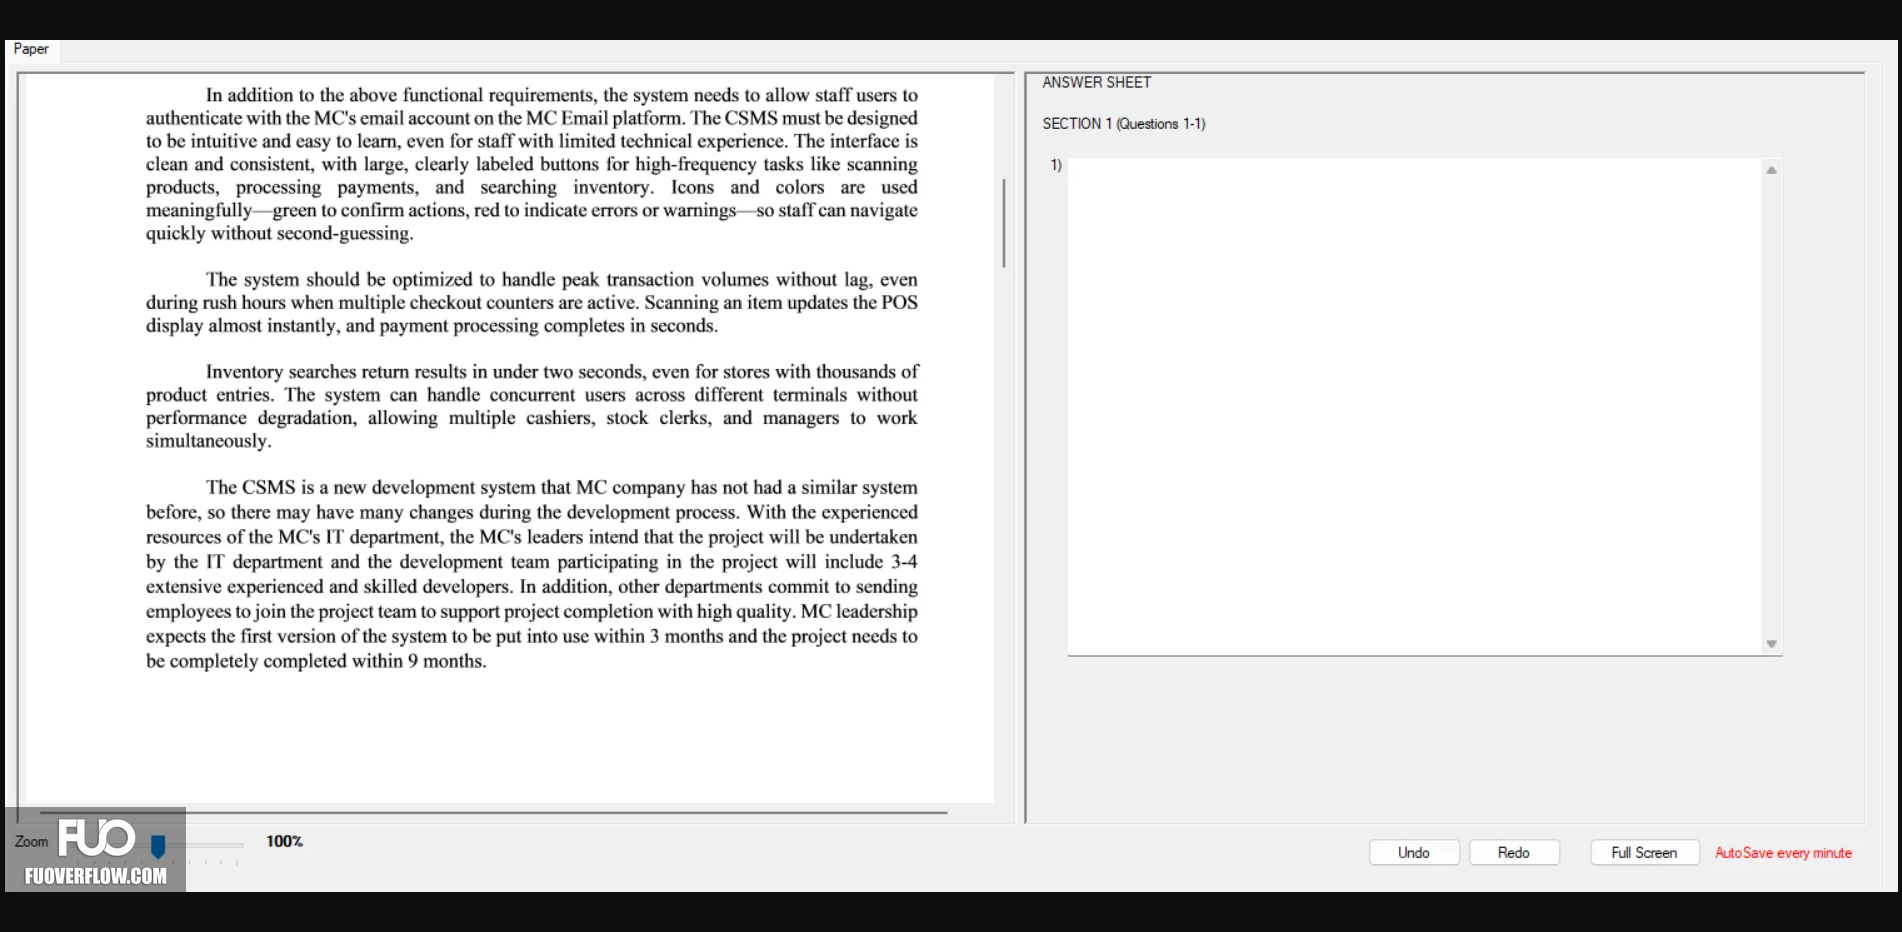 Paper
In addition to the above functional requirements, the system needs to allow staff users to
authenticate with the MC's email account on the MC Email platform. The CSMS must be designed
to be intuitive and easy to learn, even for staff with limited technical experience. The interface is
clean and consistent, with large, clearly labeled buttons for high-frequency tasks like scanning
products, processing payments, and searching inventory. Icons and colors are used
meaningfully—green to confirm actions, red to indicate errors or warnings—so staff can navigate
quickly without second-guessing.
The system should be optimized to handle peak transaction volumes without lag, even
during rush hours when multiple checkout counters are active. Scanning an item updates the POS
display almost instantly, and payment processing completes in seconds.
Inventory searches return results in under two seconds, even for stores with thousands of
product entries. The system can handle concurrent users across different terminals without
performance degradation, allowing multiple cashiers, stock clerks, and managers to work
simultaneously.
The CSMS is a new development system that MC company has not had a similar system
before, so there may have many changes during the development process. With the experienced
resources of the MC's IT department, the MC's leaders intend that the project will be undertaken
by the IT department and the development team participating in the project will include 3-4
extensive experienced and skilled developers. In addition, other departments commit to sending
employees to join the project team to support project completion with high quality. MC leadership
expects the first version of the system to be put into use within 3 months and the project needs to
be completely completed within 9 months.
ANSWER SHEET
SECTION 1 (Questions 1-1)
1)
Zoom
100%
FUO
FUOVERFLOW.COM
Undo
Redo
Full Screen
AutoSave every minute